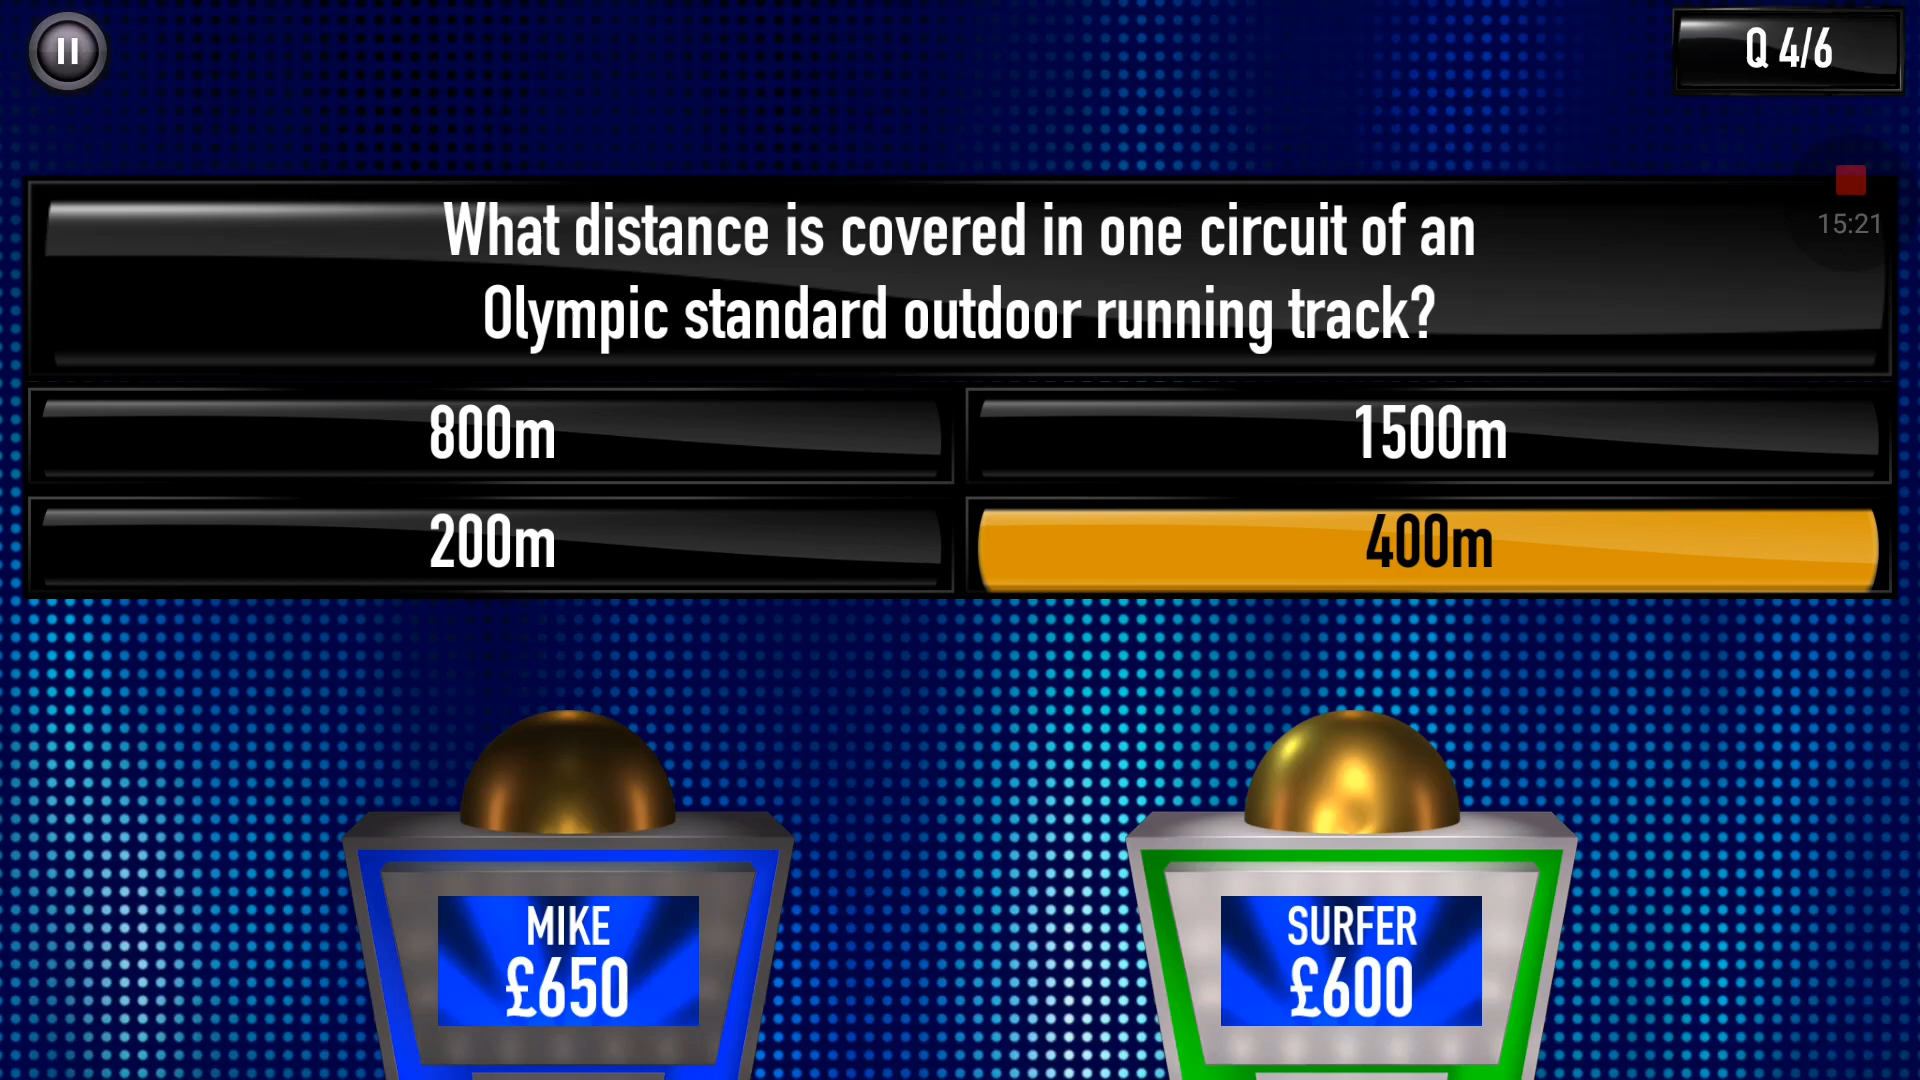 Q 4/6
15:21
What distance is covered in one circuit of an
Olympic standard outdoor running track?
800m
1500m
200m
400m
MIKE
£650
SURFER
£600